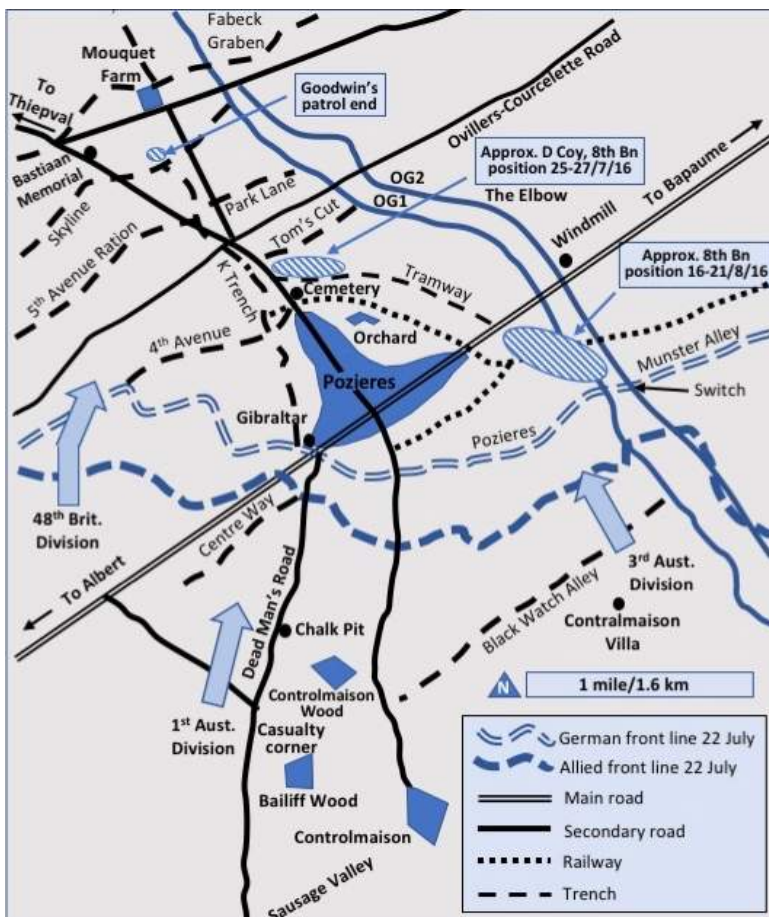 Fabeck
Graben
Mouquet
Farm
To
Thiepval
Goodwin's
patrol end
Ovillers-Courcelette Road
Approx. D Coy, 8th Bn
position 25-27/7/16
Bastiaan
Memorial
OG2
OG1
The Elbow
To Bapaume
Park Lane
Skyline
Tom's Cut
Windmill
Approx. 8th Bn
position 16-21/8/16
5th Avenue Ration
K Trench
Cemetery
Tramway
4th Avenue
Orchard
Munster Alley
Pozieres
Switch
Gibraltar
Pozieres
48th Brit.
Division
Centre Way
3rd Aust.
Division
To Albert
Dead Man's Road
Black Watch Alley
Contralmaison
Villa
Chalk Pit
Controlmaison
Wood
N
1 mile/1.6 km
1st Aust.
Division
Casualty
corner
Bailiff Wood
Controlmaison
Sausage Valley
German front line 22 July
Allied front line 22 July
Main road
Secondary road
Railway
Trench